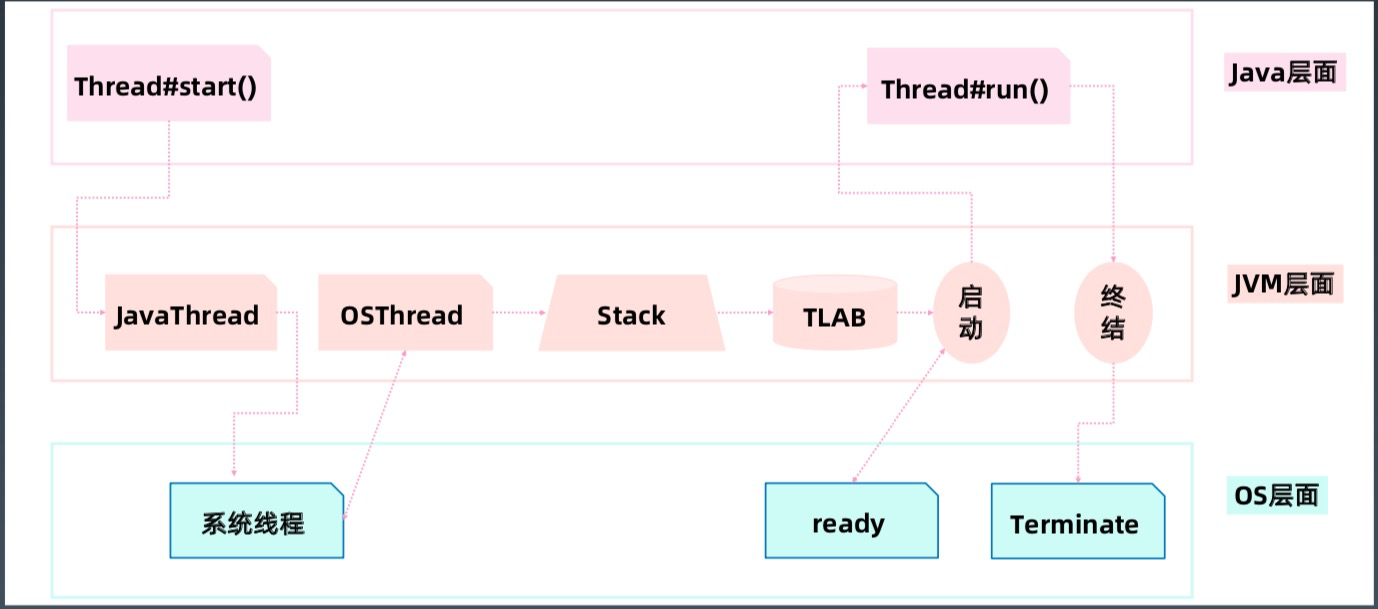 Thread#start()
Thread#run()
Java层面
JavaThread
OSThread
Stack
TLAB
启
动
终
结
JVM层面
系统线程
ready
Terminate
OS层面